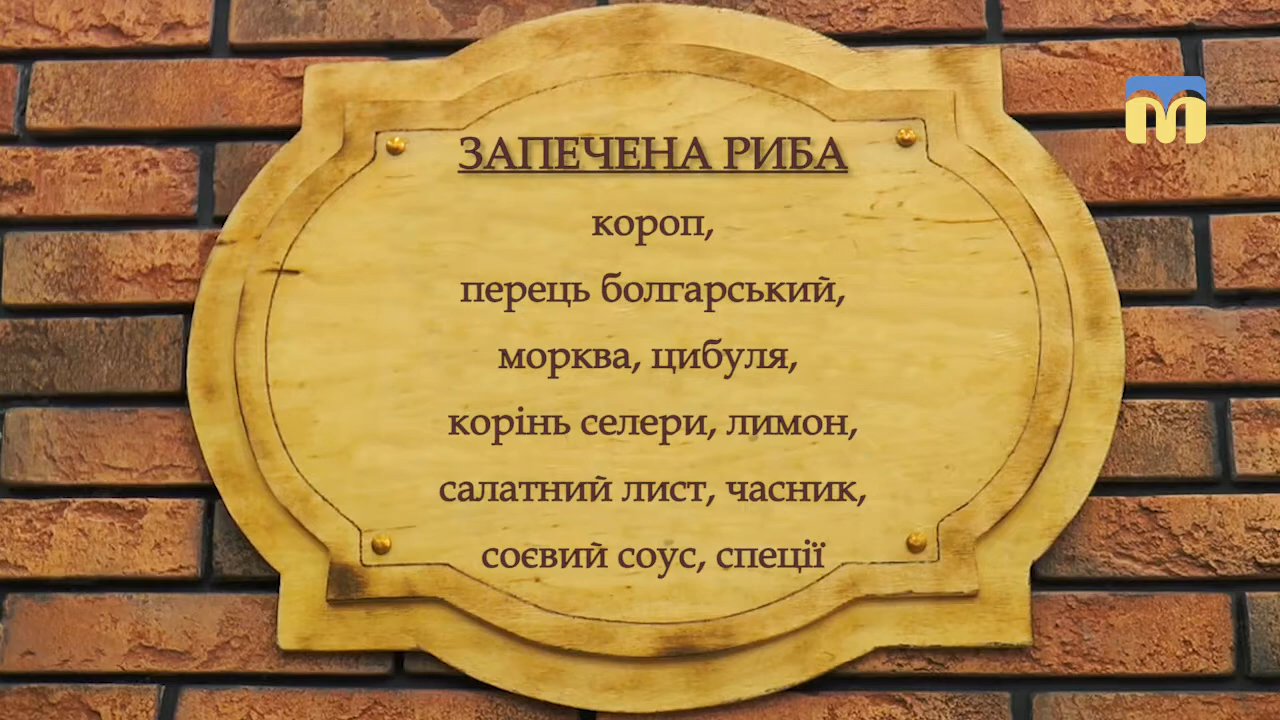 ЗАПЕЧЕНА РИБА
короп,
перець болгарський,
морква, цибуля,
корінь селери, лимон,
салатний лист, часник,
соєвий соус, спеції
m